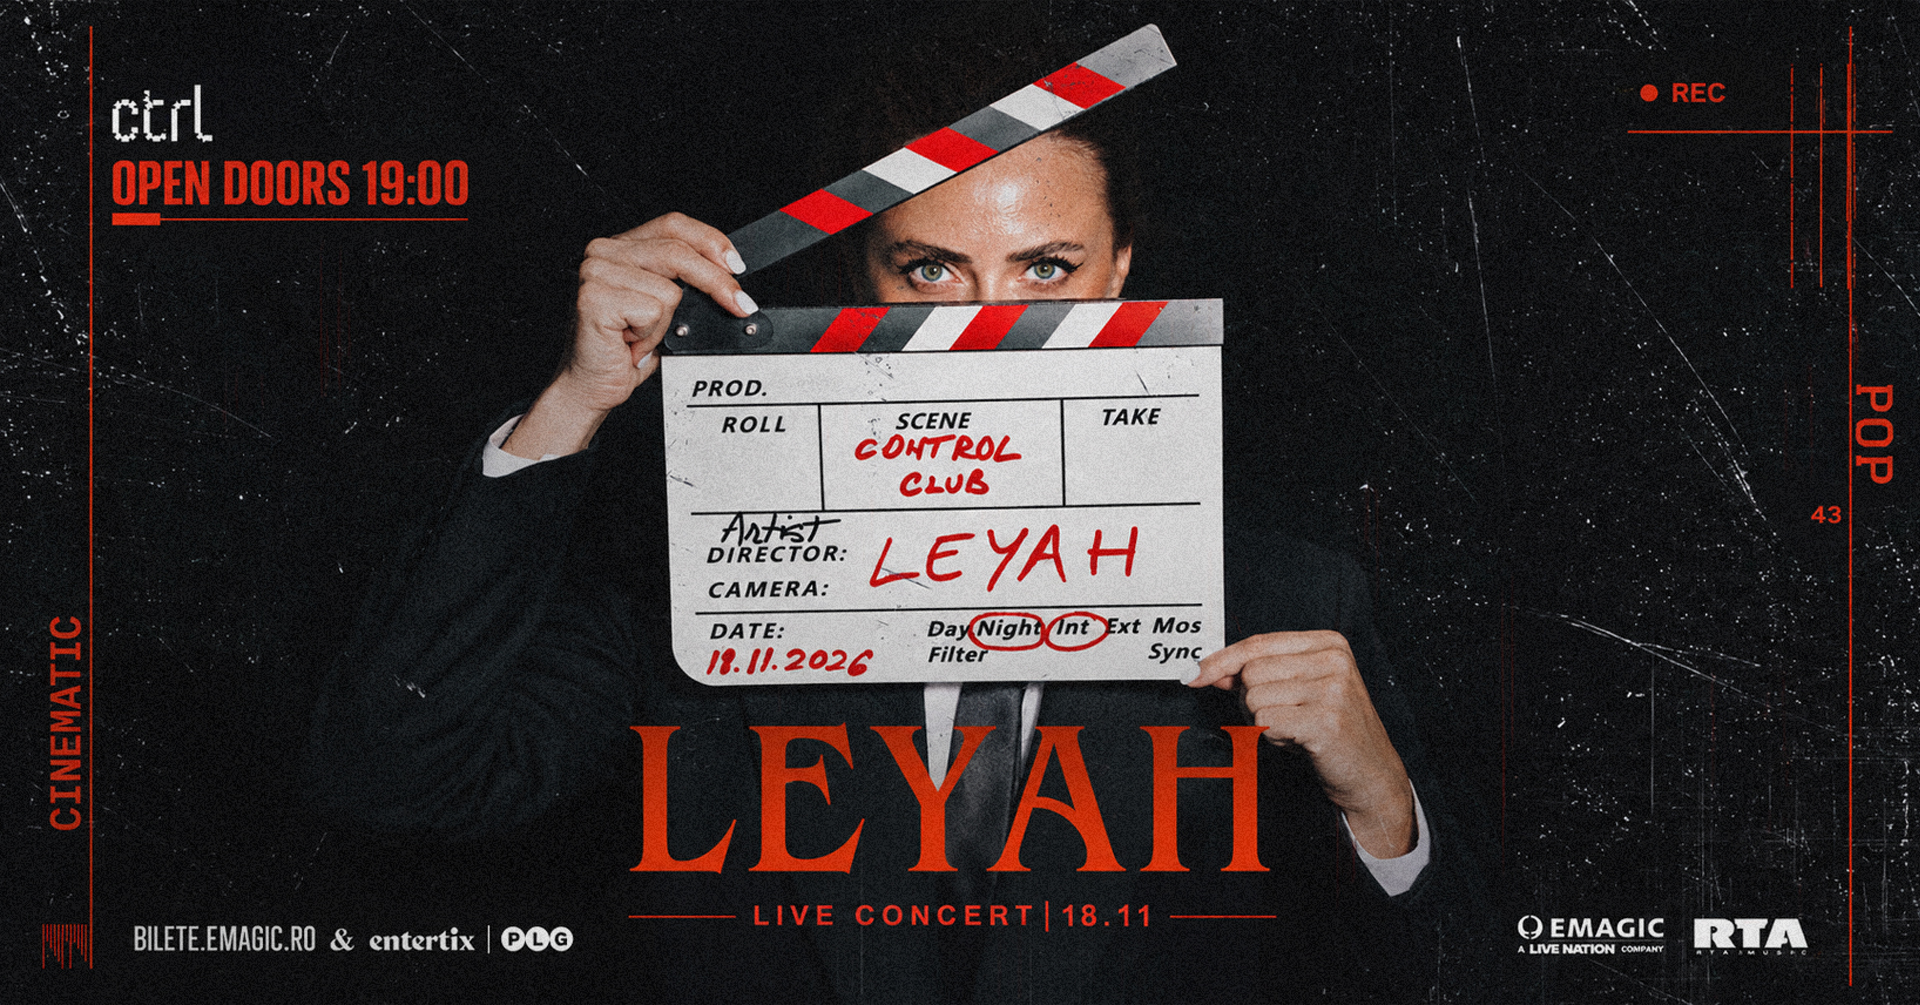 ctrl
OPEN DOORS 19:00
REC
PROD.
ROLL
SCENE
TAKE
CONTROL
CLUB
Artist
DIRECTOR:
LEYAH
CAMERA:
DATE:
Day Night Int Ext Mos
Filter Sync
18.11.2026
CINEMATIC
POP
43
LEYAH
LIVE CONCERT | 18.11
BILETE.EMAGIC.RO & entertix | PLG
EMAGIC
A LIVE NATION COMPANY
RTA
RTA MUSIC